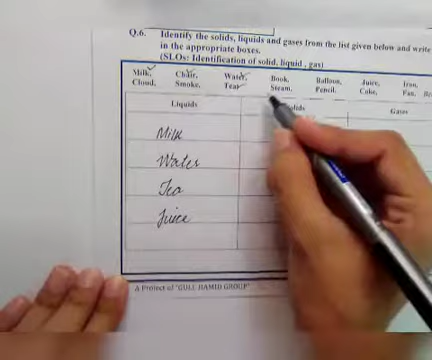 Q.6. Identify the solids, liquids and gases from the list given below and write
in the appropriate boxes.
(SLOs: Identification of solid, liquid , gas)
Milk, Chair, Water, Book, Balloon, Juice, Iron,
Cloud, Smoke, Tea Steam, Pencil, Coke, Fan,
Liquids Gases
Milk
Water
Tea
Juice
A Project of "GULL HAMID GROUP"